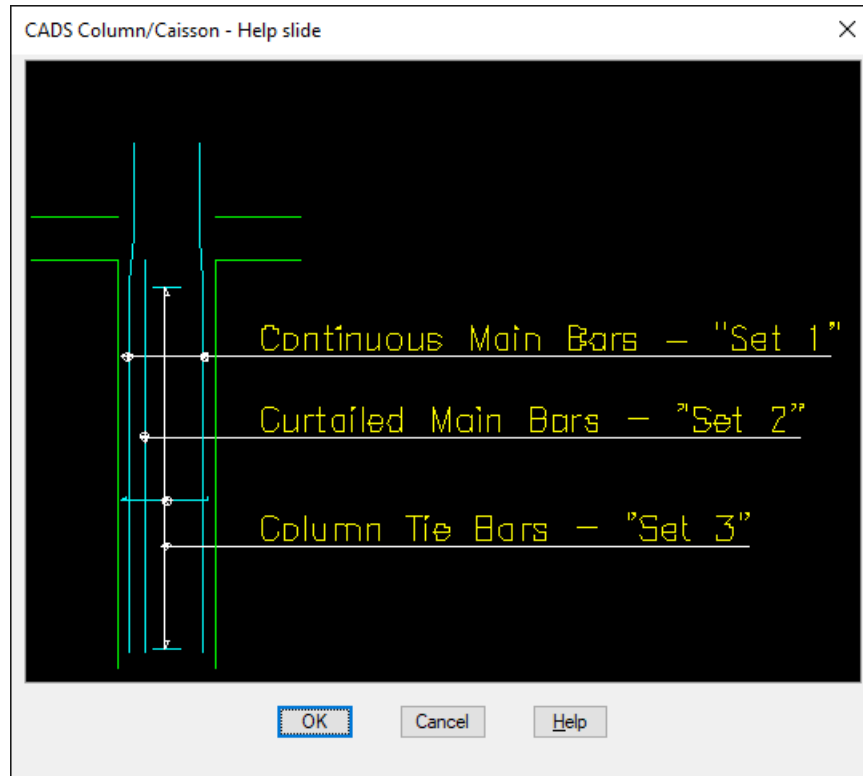 CADS Column/Caisson - Help slide
Continuous Main Bars - "Set 1"
Curtailed Main Bars - "Set 2"
Column Tie Bars - "Set 3"
OK Cancel Help